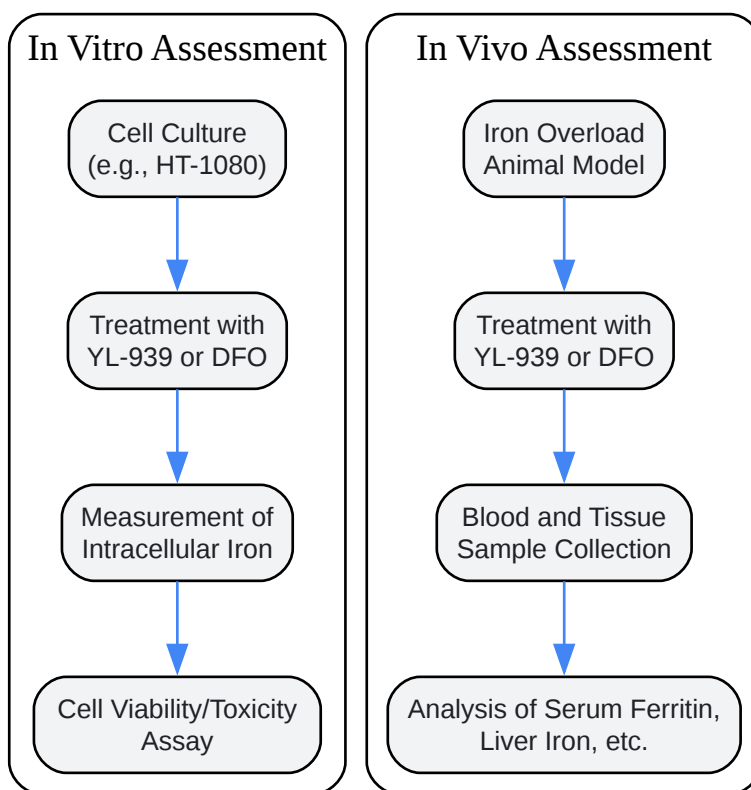 In Vitro Assessment
Cell Culture
(e.g., HT-1080)
Treatment with
YL-939 or DFO
Measurement of
Intracellular Iron
Cell Viability/Toxicity
Assay
In Vivo Assessment
Iron Overload
Animal Model
Treatment with
YL-939 or DFO
Blood and Tissue
Sample Collection
Analysis of Serum Ferritin,
Liver Iron, etc.